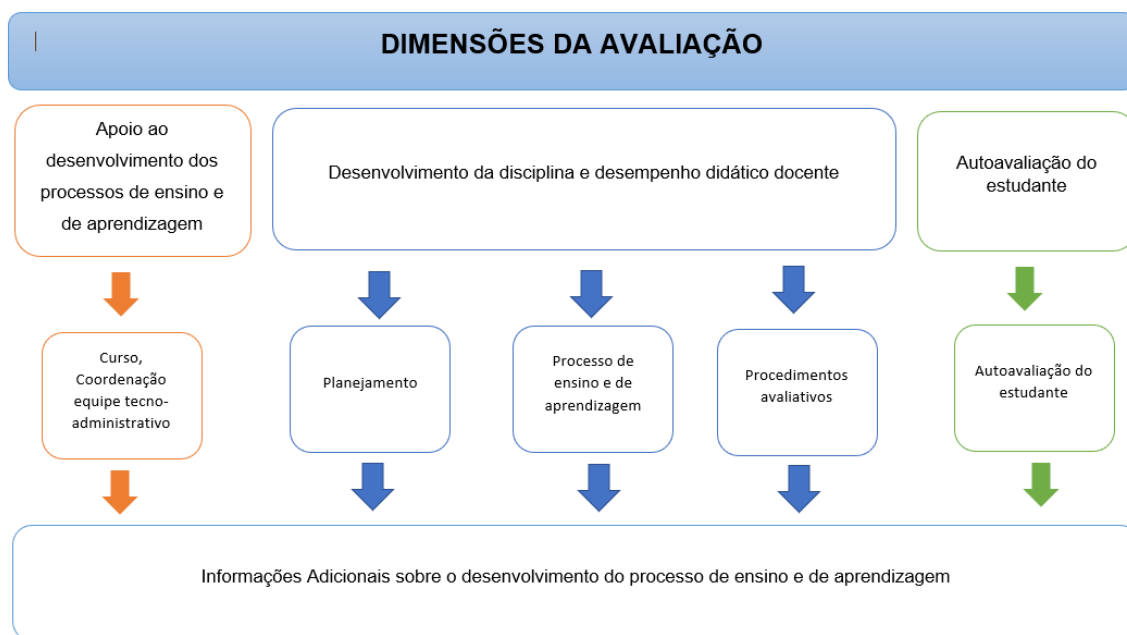 DIMENSÕES DA AVALIAÇÃO
Apoio ao
desenvolvimento dos
processos de ensino e
de aprendizagem
Desenvolvimento da disciplina e desempenho didático docente
Autoavaliação do
estudante
Curso,
Coordenação
equipe tecno-
administrativo
Planejamento
Processo de
ensino e de
aprendizagem
Procedimentos
avaliativos
Autoavaliação do
estudante
Informações Adicionais sobre o desenvolvimento do processo de ensino e de aprendizagem